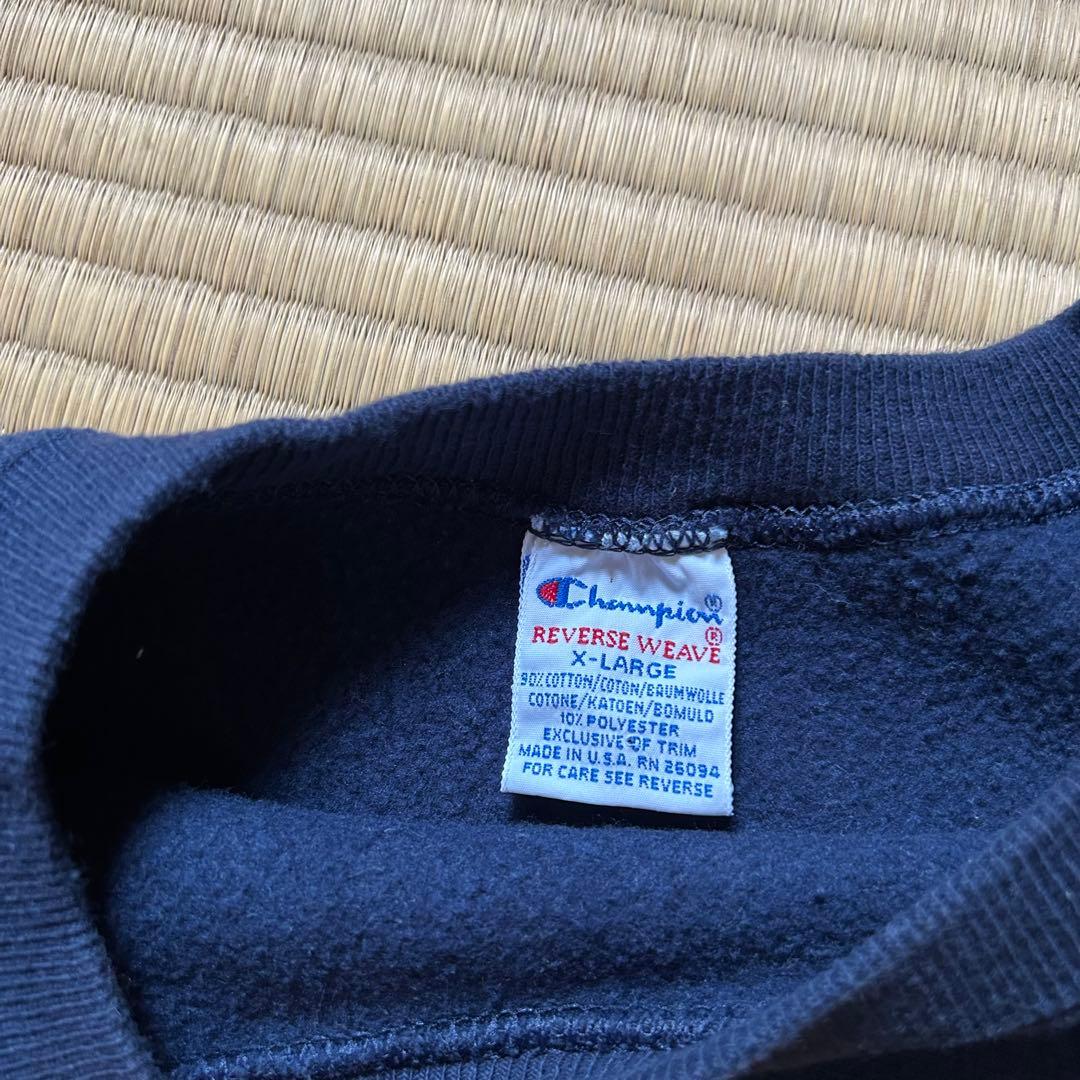 Champion®
REVERSE WEAVE®
X-LARGE
90% COTTON/COTON/BAUMWOLLE
COTONE/KATOEN/BOMULD
10% POLYESTER
EXCLUSIVE OF TRIM
MADE IN U.S.A. RN 26094
FOR CARE SEE REVERSE